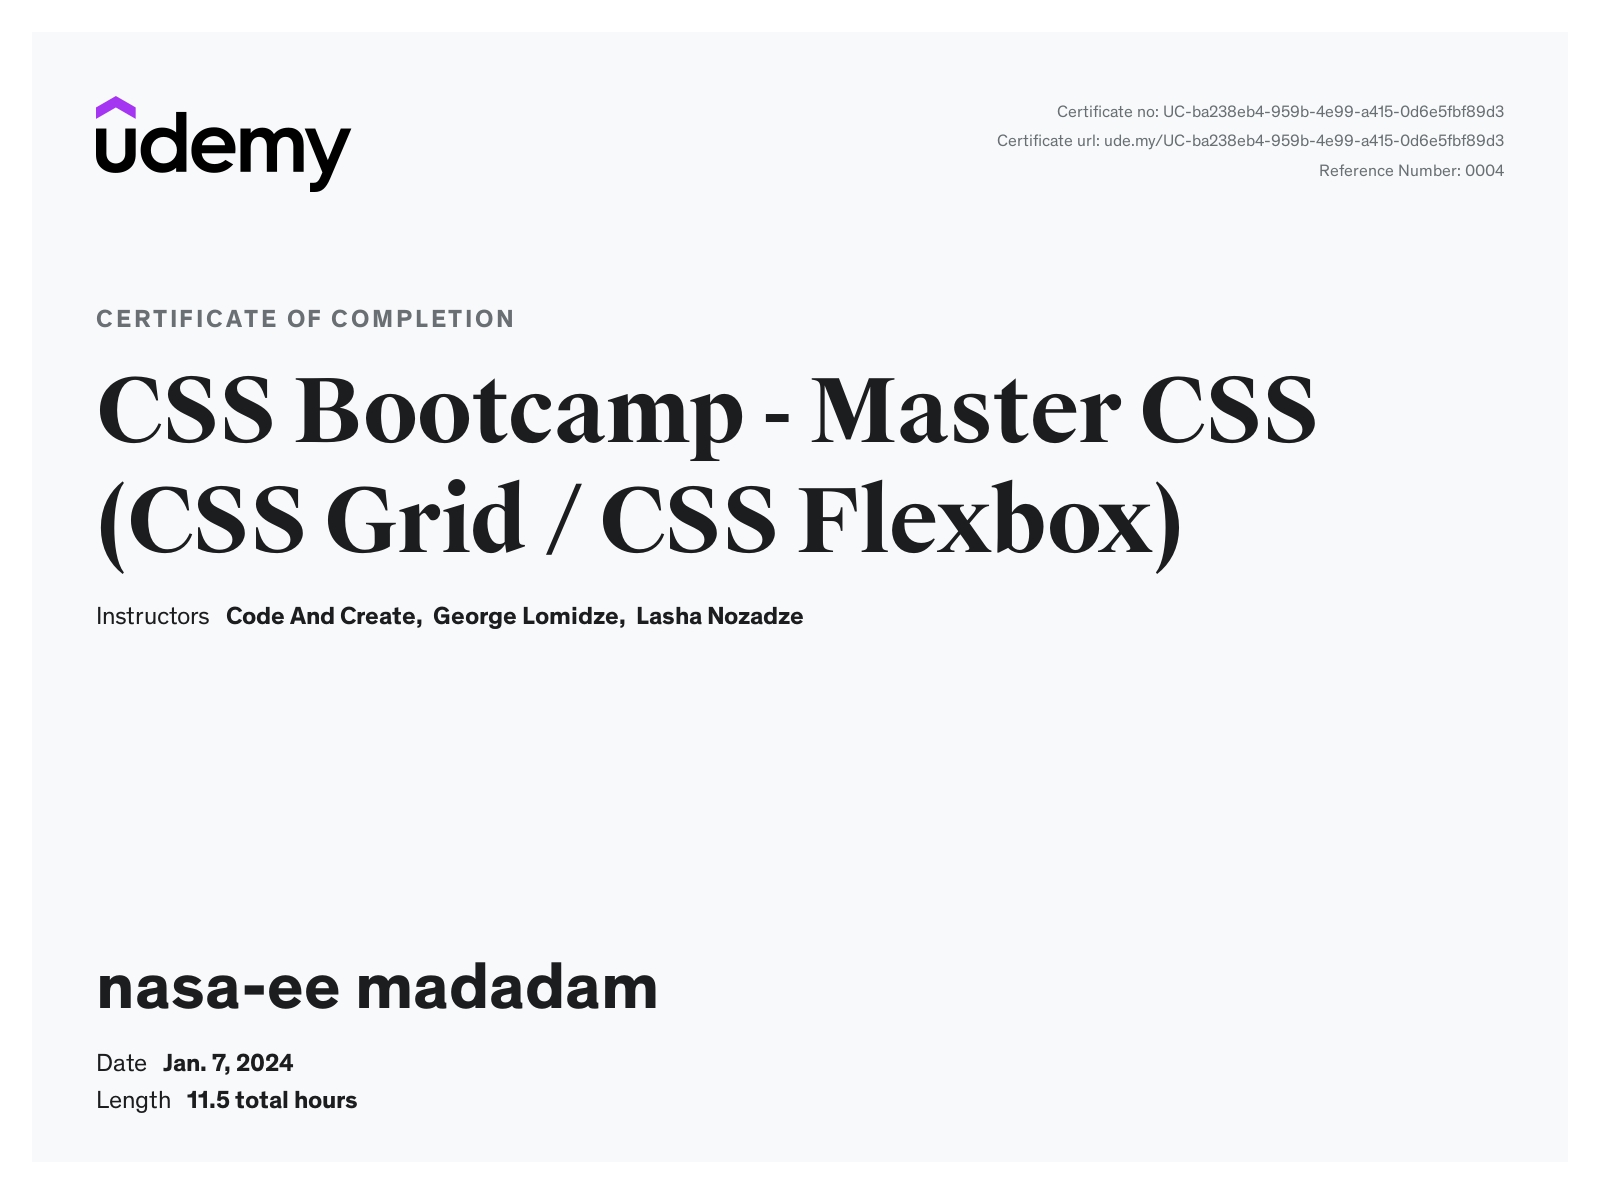 udemy
Certificate no: UC-ba238eb4-959b-4e99-a415-0d6e5fbf89d3
Certificate url: ude.my/UC-ba238eb4-959b-4e99-a415-0d6e5fbf89d3
Reference Number: 0004
CERTIFICATE OF COMPLETION
CSS Bootcamp - Master CSS
(CSS Grid / CSS Flexbox)
Instructors Code And Create, George Lomidze, Lasha Nozadze
nasa-ee madadam
Date Jan. 7, 2024
Length 11.5 total hours